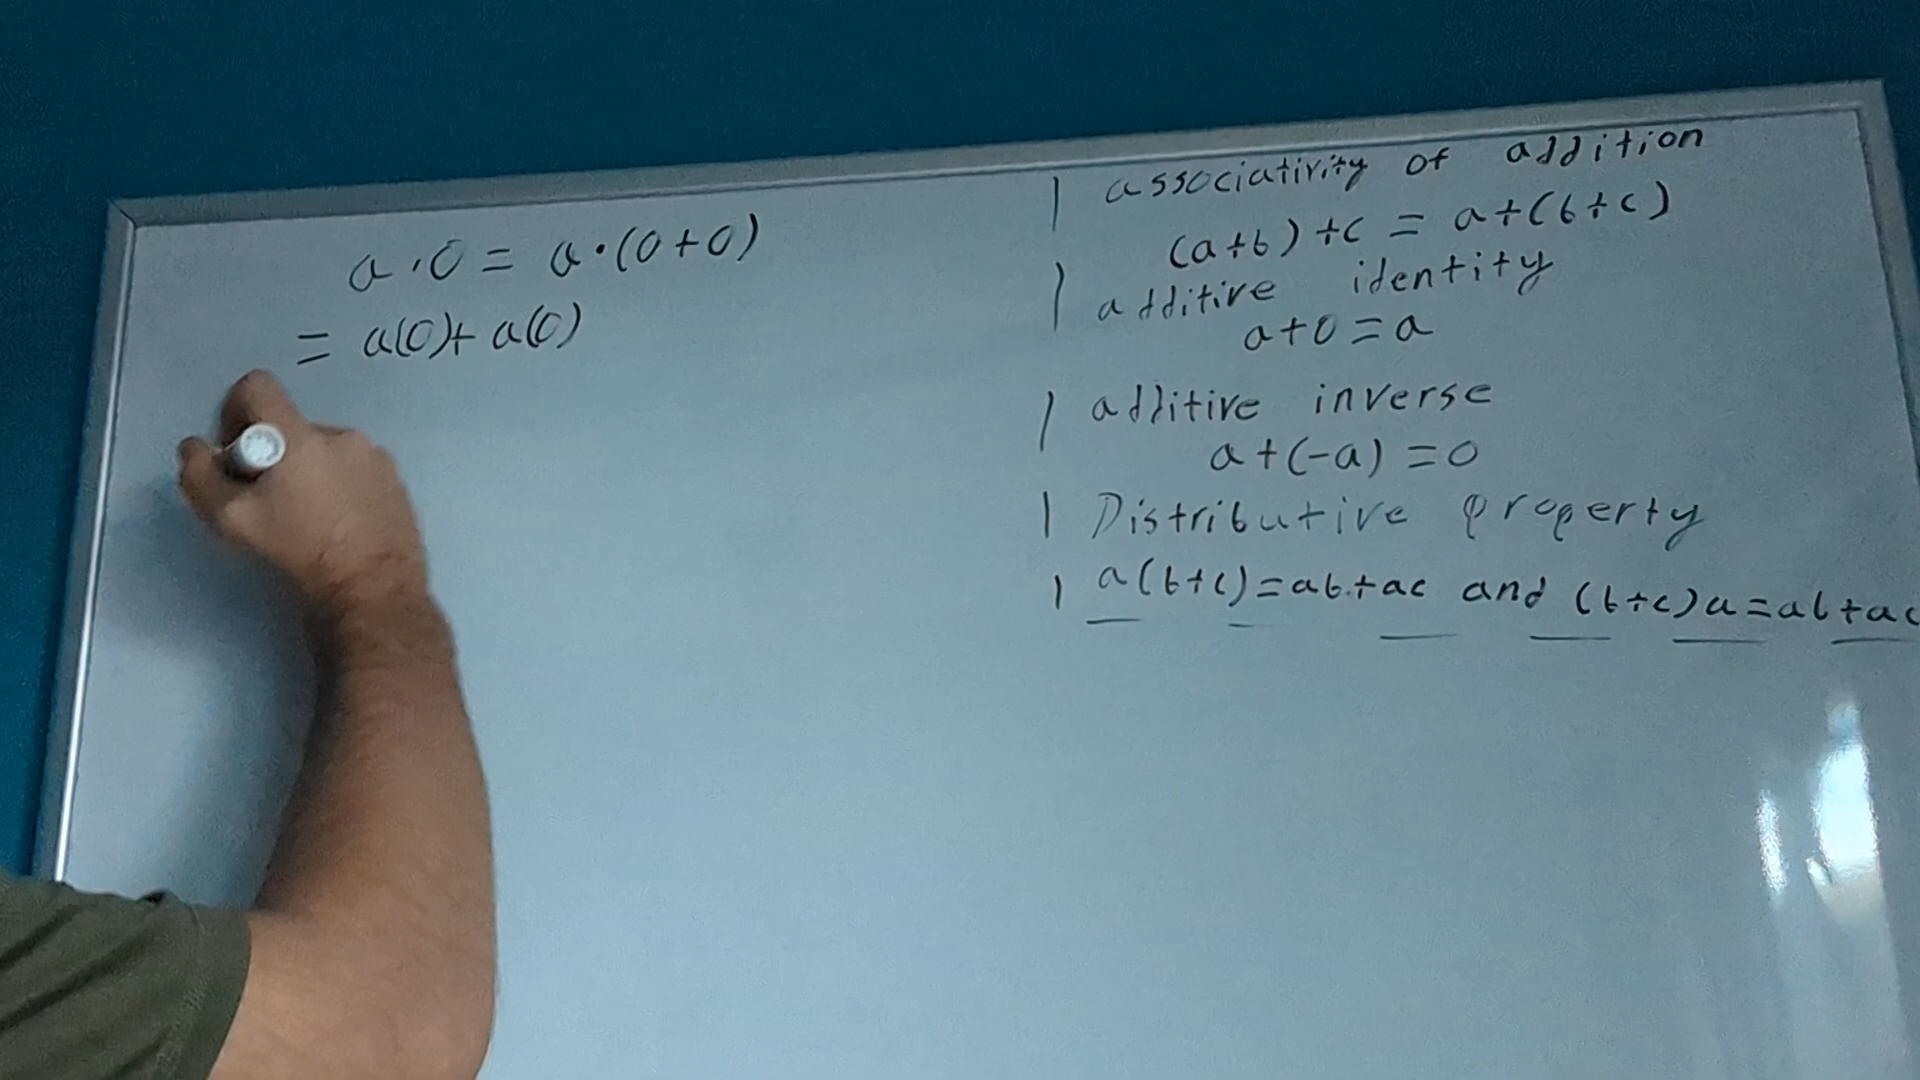 a·0 = a·(0+0)
= a(0)+ a(0)
associativity of addition
(a+b)+c = a+(b+c)
additive identity
a+0=a
additive inverse
a+(-a)=0
Distributive property
a(b+c)=ab+ac and (b+c)a=ab+ac